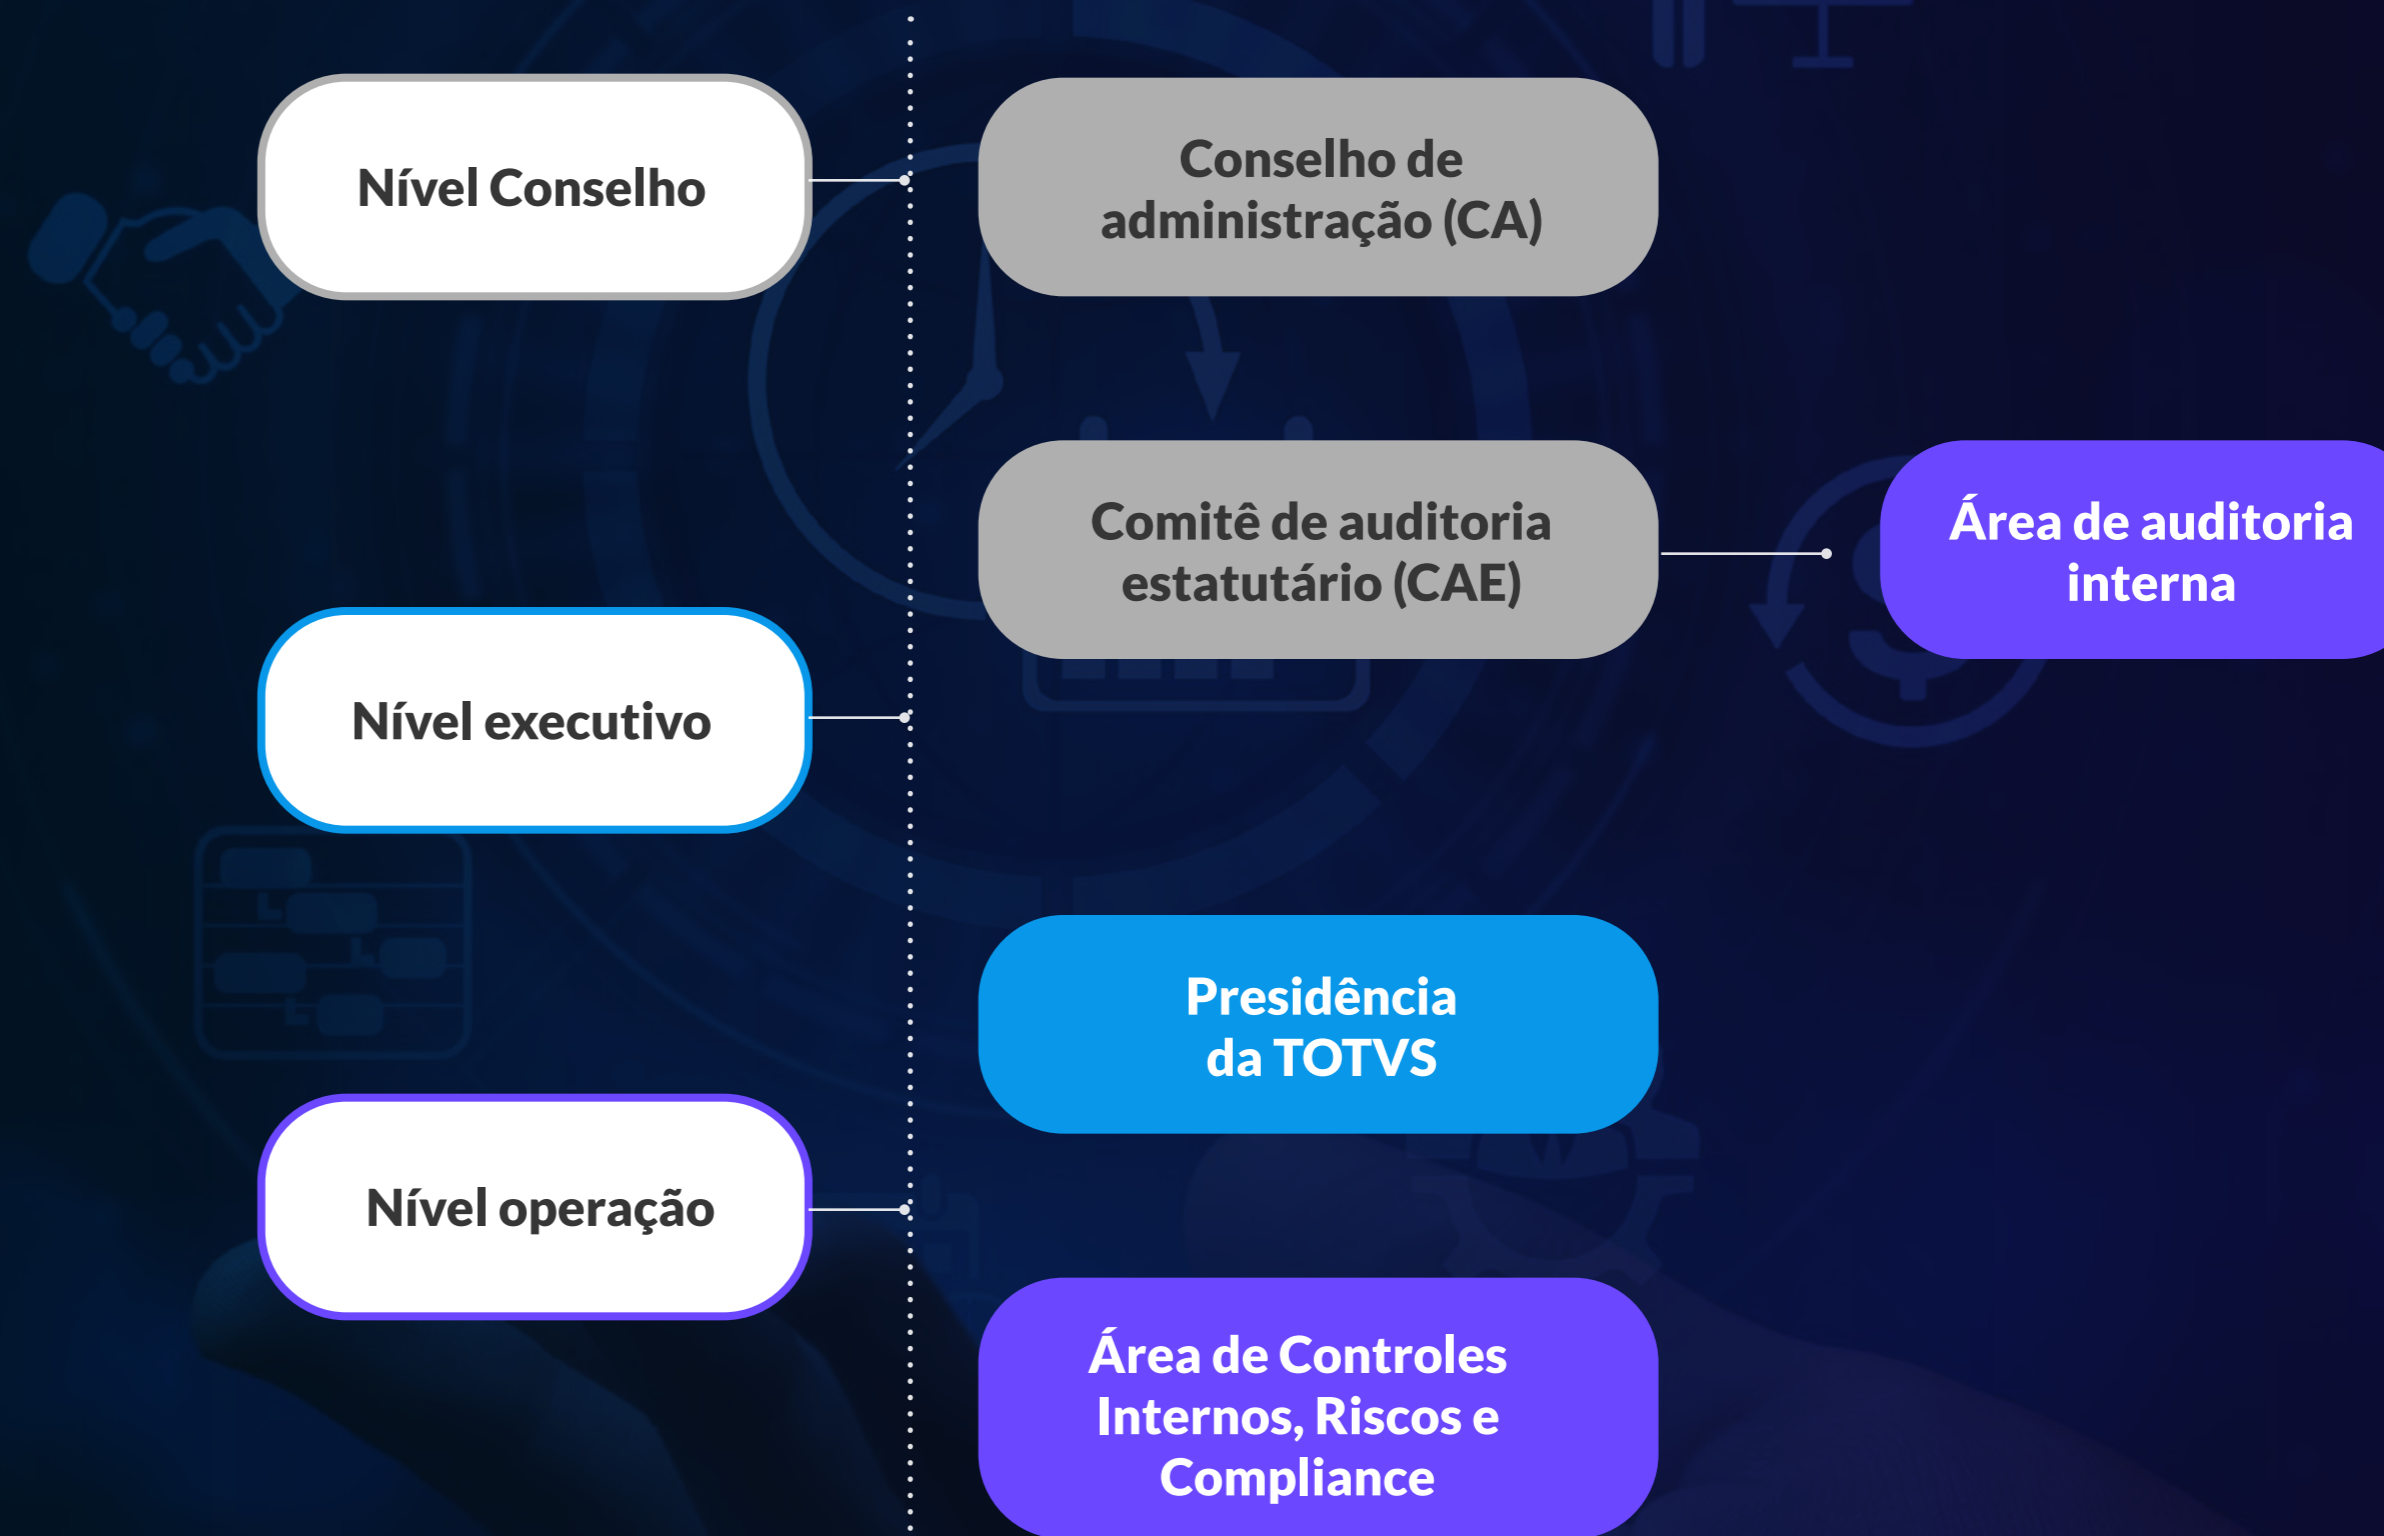 Nível Conselho
Conselho de
administração (CA)
Comitê de auditoria
estatutário (CAE)
Área de auditoria
interna
Nível executivo
Presidência
da TOTVS
Nível operação
Área de Controles
Internos, Riscos e
Compliance